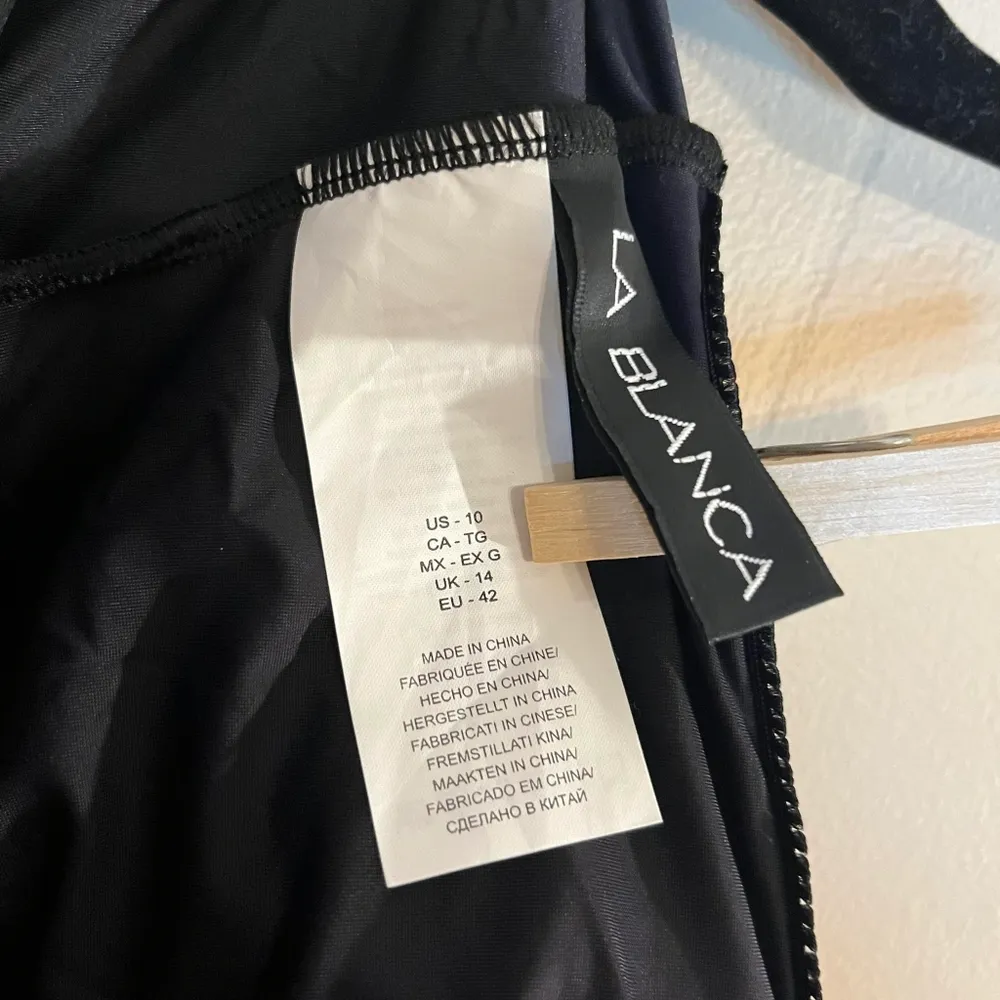 LA BLANCA
US - 10
CA - TG
MX - EX G
UK - 14
EU - 42
MADE IN CHINA
FABRIQUÉE EN CHINE/
HECHO EN CHINA/
HERGESTELLT IN CHINA
FABBRICATI IN CINESE/
FREMSTILLATI KINA/
MAAKTEN IN CHINA/
FABRICADO EM CHINA/
СДЕЛАНО В КИТАЙ